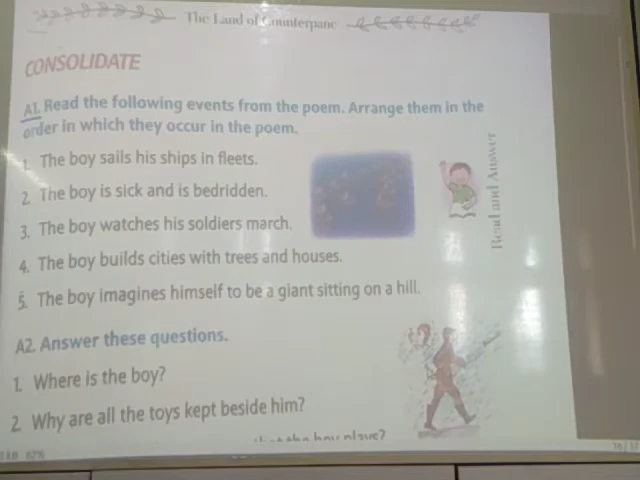 The Land of Counterpane
CONSOLIDATE
A1. Read the following events from the poem. Arrange them in the
order in which they occur in the poem.
1. The boy sails his ships in fleets.
2. The boy is sick and is bedridden.
3. The boy watches his soldiers march.
4. The boy builds cities with trees and houses.
5. The boy imagines himself to be a giant sitting on a hill.
Read and Answer
A2. Answer these questions.
1. Where is the boy?
2 Why are all the toys kept beside him?
the boy plays?
62%